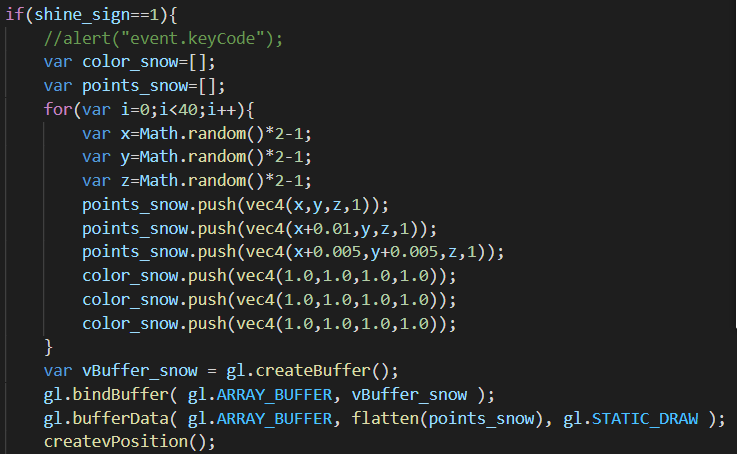 if(shine_sign==1){
    //alert("event.keyCode");
    var color_snow=[];
    var points_snow=[];
    for(var i=0;i<40;i++){
        var x=Math.random()*2-1;
        var y=Math.random()*2-1;
        var z=Math.random()*2-1;
        points_snow.push(vec4(x,y,z,1));
        points_snow.push(vec4(x+0.01,y,z,1));
        points_snow.push(vec4(x+0.005,y+0.005,z,1));
        color_snow.push(vec4(1.0,1.0,1.0,1.0));
        color_snow.push(vec4(1.0,1.0,1.0,1.0));
        color_snow.push(vec4(1.0,1.0,1.0,1.0));
    }
    var vBuffer_snow = gl.createBuffer();
    gl.bindBuffer( gl.ARRAY_BUFFER, vBuffer_snow );
    gl.bufferData( gl.ARRAY_BUFFER, flatten(points_snow), gl.STATIC_DRAW );
    createvPosition();